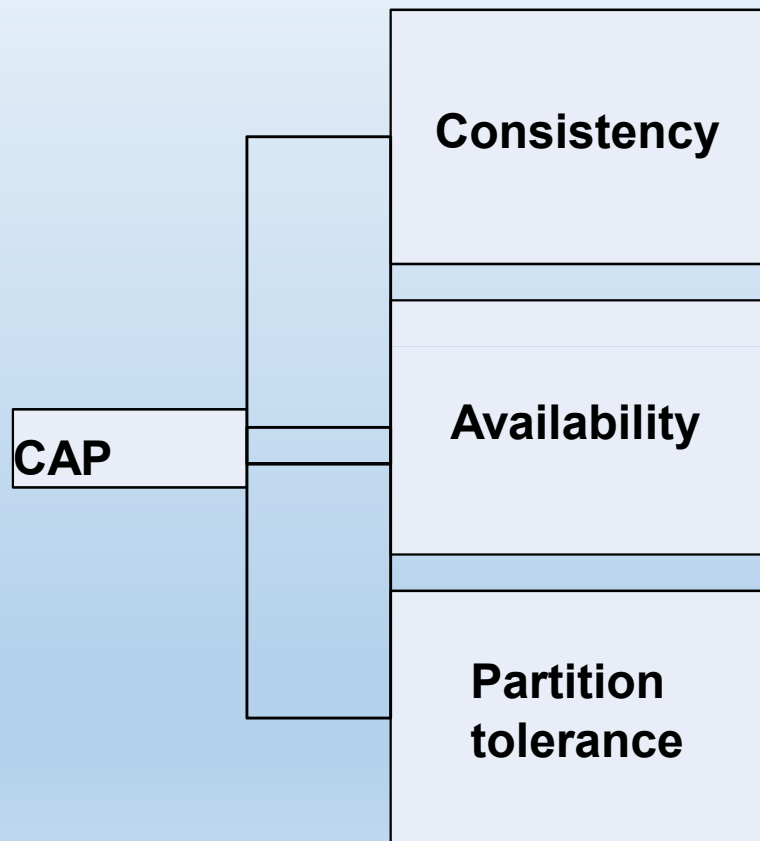 Consistency
CAP
Availability
Partition
tolerance